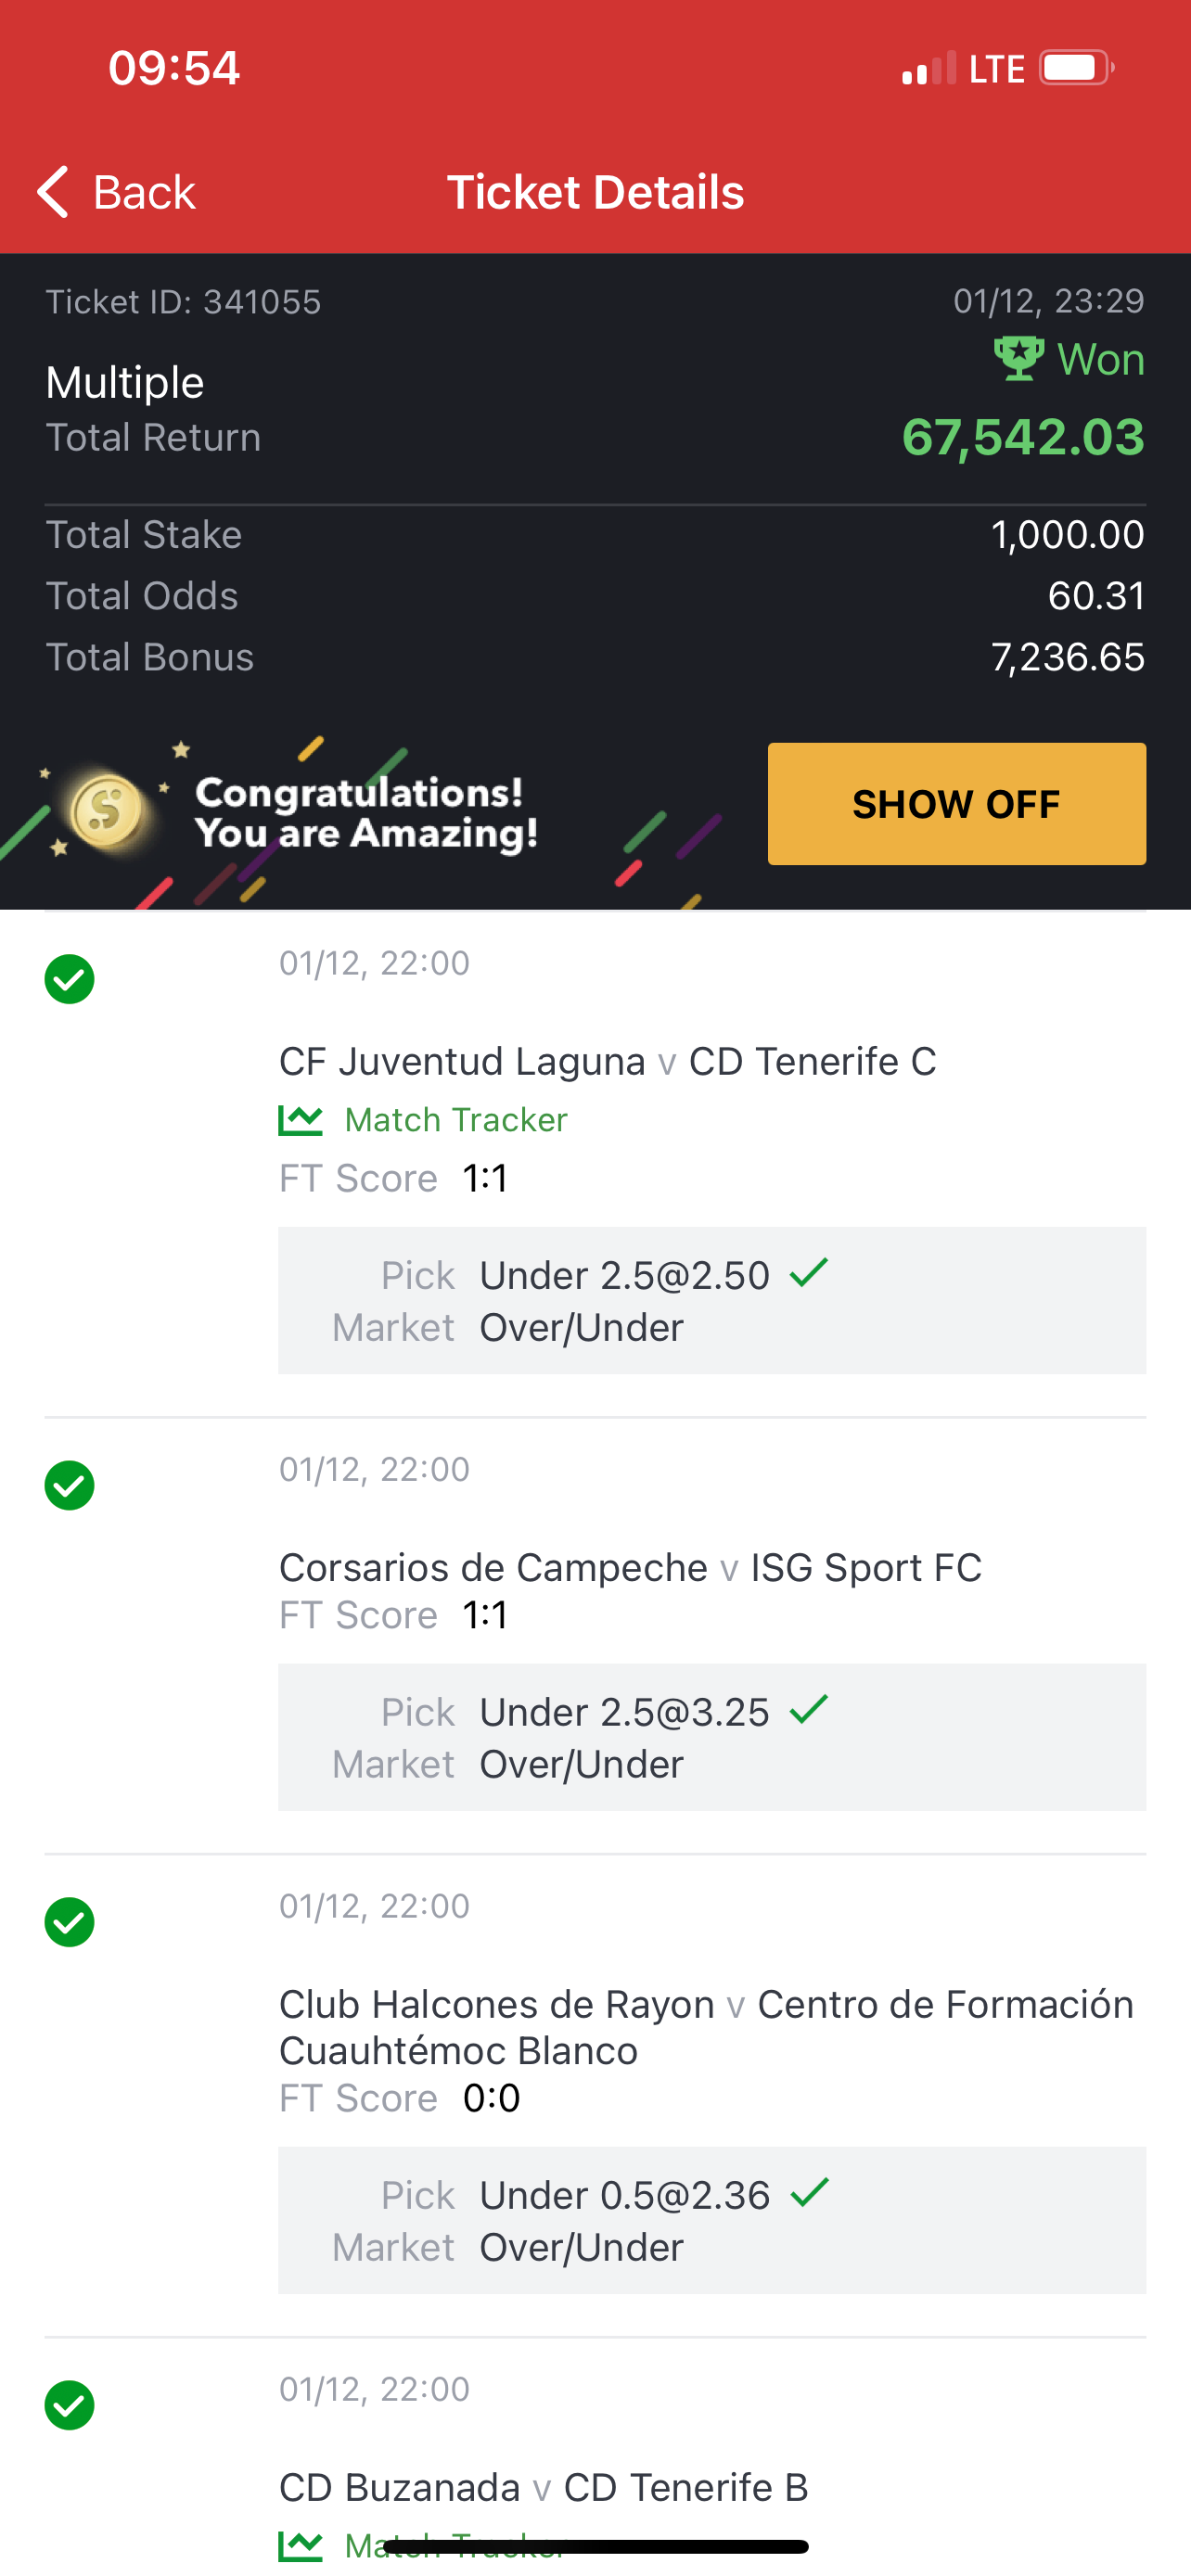 09:54
LTE
Back
Ticket Details
Ticket ID: 341055
01/12, 23:29
Won
Multiple
Total Return
67,542.03
Total Stake
1,000.00
Total Odds
60.31
Total Bonus
7,236.65
Congratulations!
You are Amazing!
SHOW OFF
01/12, 22:00
CF Juventud Laguna v CD Tenerife C
Match Tracker
FT Score 1:1
Pick Under 2.5@2.50
Market Over/Under
01/12, 22:00
Corsarios de Campeche v ISG Sport FC
FT Score 1:1
Pick Under 2.5@3.25
Market Over/Under
01/12, 22:00
Club Halcones de Rayon v Centro de Formación
Cuauhtémoc Blanco
FT Score 0:0
Pick Under 0.5@2.36
Market Over/Under
01/12, 22:00
CD Buzanada v CD Tenerife B
Match Tracker